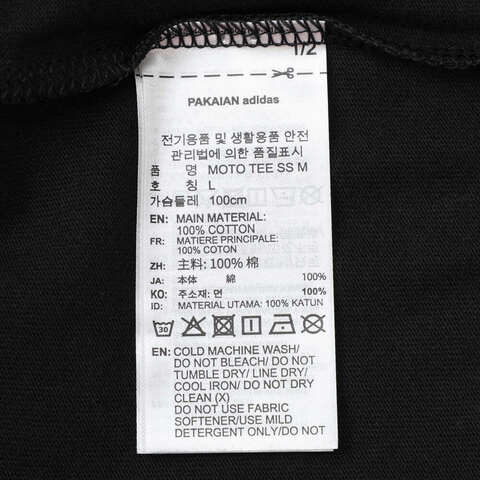 1/2
PAKAIAN adidas
전기용품 및 생활용품 안전
관리법에 의한 품질표시
품 명 MOTO TEE SS M
호 칭 L
가슴둘레 100cm
EN: MAIN MATERIAL:
100% COTTON
FR: MATIERE PRINCIPALE:
100% COTON
ZH: 主料: 100% 棉
JA: 本体 綿 100%
KO: 주소재: 면 100%
ID: MATERIAL UTAMA: 100% KATUN
30
EN: COLD MACHINE WASH/
DO NOT BLEACH/ DO NOT
TUMBLE DRY/ LINE DRY/
COOL IRON/ DO NOT DRY
CLEAN (X)
DO NOT USE FABRIC
SOFTENER/USE MILD
DETERGENT ONLY/DO NOT